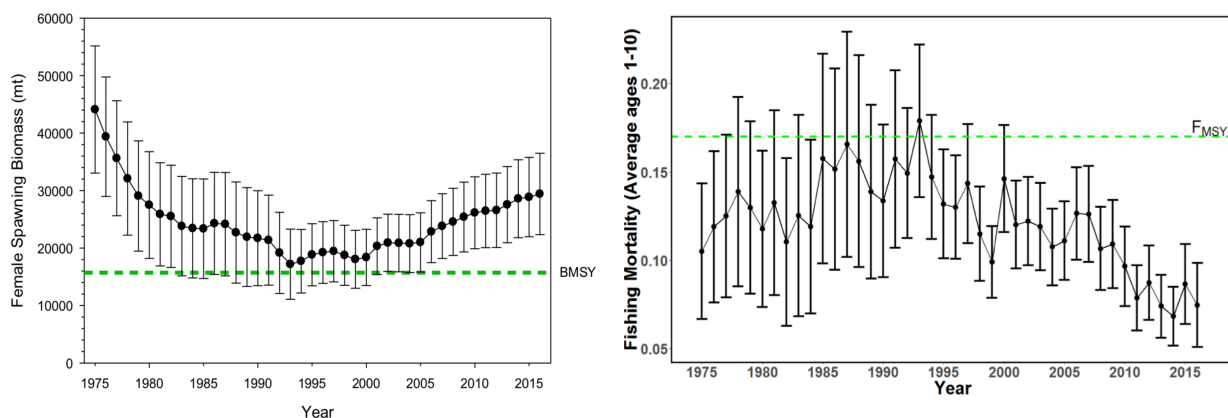 60000
50000
40000
30000
20000
10000
0
Female Spawning Biomass (mt)
BMSY
1975 1980 1985 1990 1995 2000 2005 2010 2015
Year
0.20
0.15
0.10
0.05
Fishing Mortality (Average ages 1-10)
FMSY
1975 1980 1985 1990 1995 2000 2005 2010 2015
Year